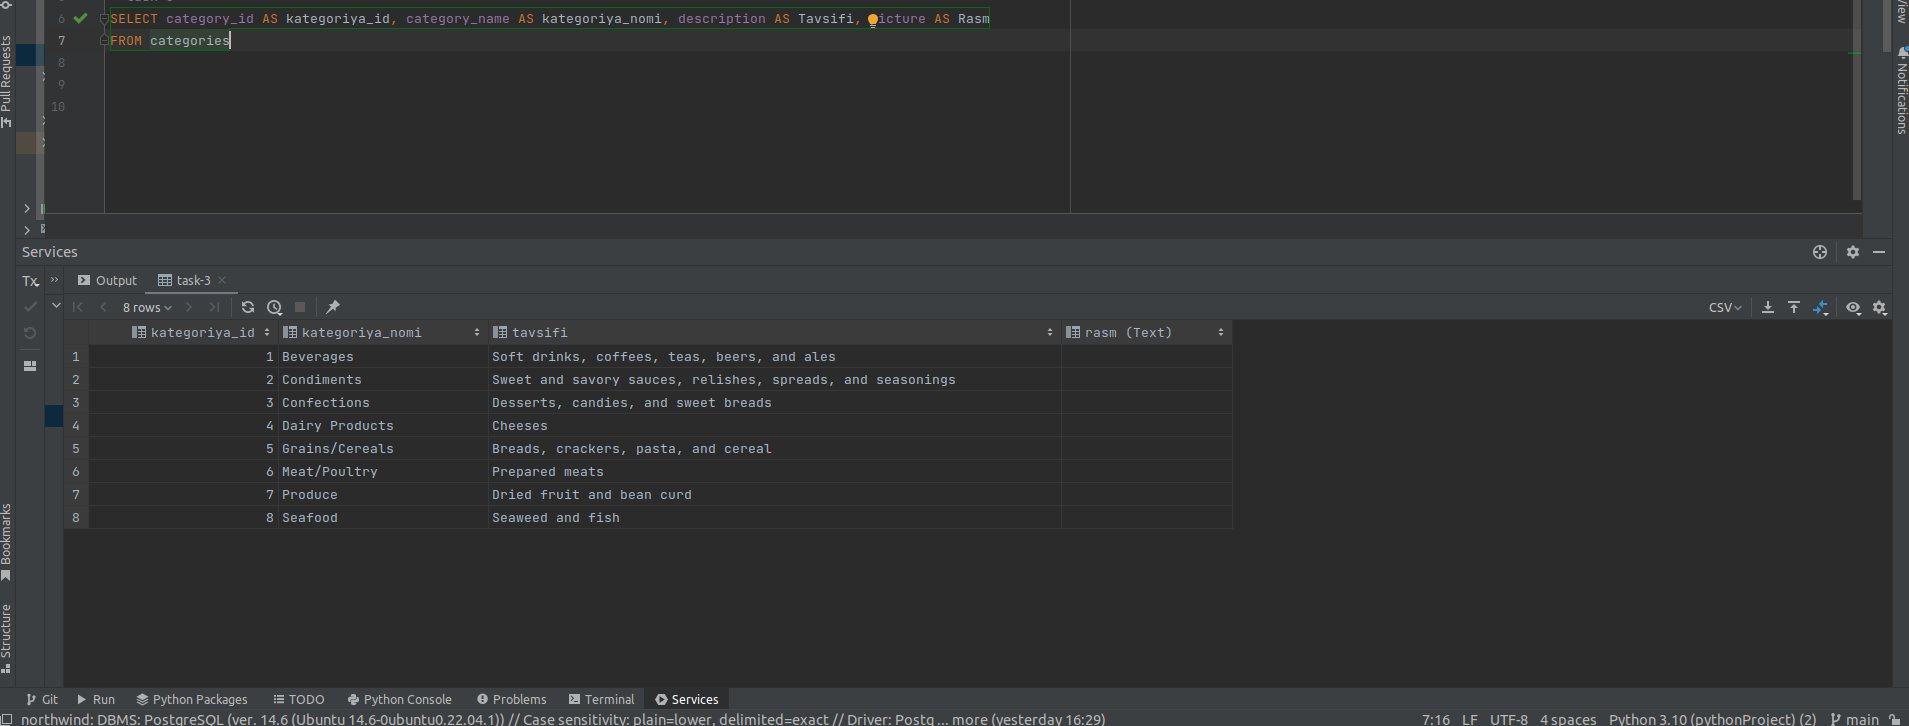 6 SELECT category_id AS kategoriya_id, category_name AS kategoriya_nomi, description AS Tavsifi, icture AS Rasm
7 FROM categories
8
9
10
Pull Requests
View
Notifications
Services
Tx
Output task-3
8 rows CSV
kategoriya_id kategoriya_nomi tavsifi rasm (Text)
1 1 Beverages Soft drinks, coffees, teas, beers, and ales
2 2 Condiments Sweet and savory sauces, relishes, spreads, and seasonings
3 3 Confections Desserts, candies, and sweet breads
4 4 Dairy Products Cheeses
5 5 Grains/Cereals Breads, crackers, pasta, and cereal
6 6 Meat/Poultry Prepared meats
7 7 Produce Dried fruit and bean curd
8 8 Seafood Seaweed and fish
Bookmarks
Structure
Git Run Python Packages TODO Python Console Problems Terminal Services
northwind: DBMS: PostgreSQL (ver. 14.6 (Ubuntu 14.6-0ubuntu0.22.04.1)) // Case sensitivity: plain=lower, delimited=exact // Driver: Postg ... more (yesterday 16:29) 7:16 LF UTF-8 4 spaces Python 3.10 (pythonProject) (2) main